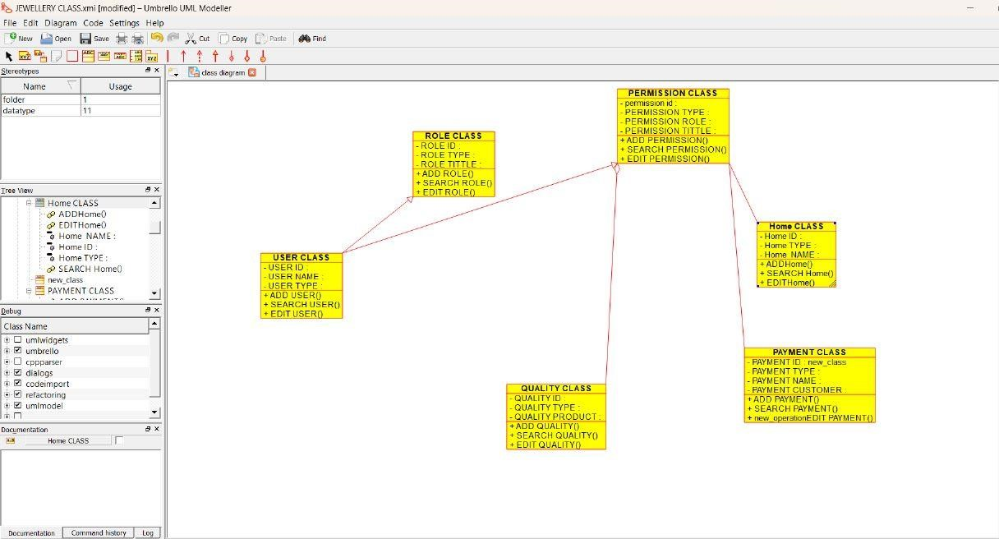 JEWELLERY CLASS.xmi [modified] – Umbrello UML Modeller
File Edit Diagram Code Settings Help
New Open Save Cut Copy Paste Find
Stereotypes
Name Usage
folder 1
datatype 11
Tree View
Home CLASS
ADDHome()
EDITHome()
Home NAME :
Home ID :
Home TYPE :
SEARCH Home()
new_class
PAYMENT CLASS
Debug
Class Name
umlwidgets
umbrello
cppparser
dialogs
codeimport
refactoring
umlmodel
Documentation
Home CLASS
Documentation Command history Log
class diagram
PERMISSION CLASS
- permission id :
- PERMISSION TYPE :
- PERMISSION ROLE :
- PERMISSION TITTLE :
+ ADD PERMISSION()
+ SEARCH PERMISSION()
+ EDIT PERMISSION()
ROLE CLASS
- ROLE ID :
- ROLE TYPE :
- ROLE TITTLE :
+ ADD ROLE()
+ SEARCH ROLE()
+ EDIT ROLE()
Home CLASS
- Home ID :
- Home TYPE :
- Home NAME :
+ ADDHome()
+ SEARCH Home()
+ EDITHome()
USER CLASS
- USER ID :
- USER NAME :
- USER TYPE :
+ ADD USER()
+ SEARCH USER()
+ EDIT USER()
PAYMENT CLASS
- PAYMENT ID : new_class
- PAYMENT TYPE :
- PAYMENT NAME :
- PAYMENT CUSTOMER :
+ ADD PAYMENT()
+ SEARCH PAYMENT()
+ new_operationEDIT PAYMENT()
QUALITY CLASS
- QUALITY ID :
- QUALITY TYPE :
- QUALITY PRODUCT :
+ ADD QUALITY()
+ SEARCH QUALITY()
+ EDIT QUALITY()